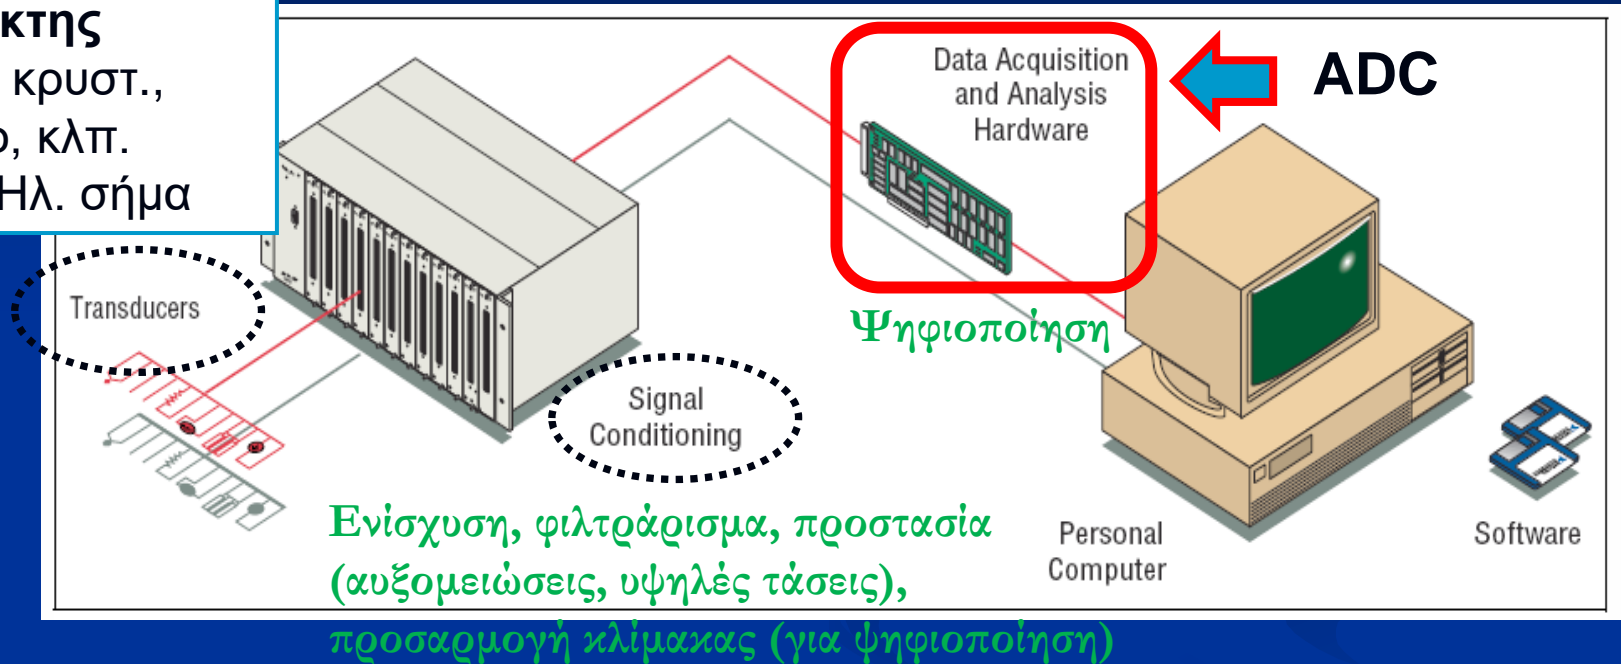 κτης
κρυστ.,
κλπ.
Ηλ. σήμα
Data Acquisition
and Analysis
Hardware
ADC
Transducers
Ψηφιοποίηση
Signal
Conditioning
Ενίσχυση, φιλτράρισμα, προστασία
(αυξομειώσεις, υψηλές τάσεις),
προσαρμογή κλίμακας (για ψηφιοποίηση)
Personal
Computer
Software